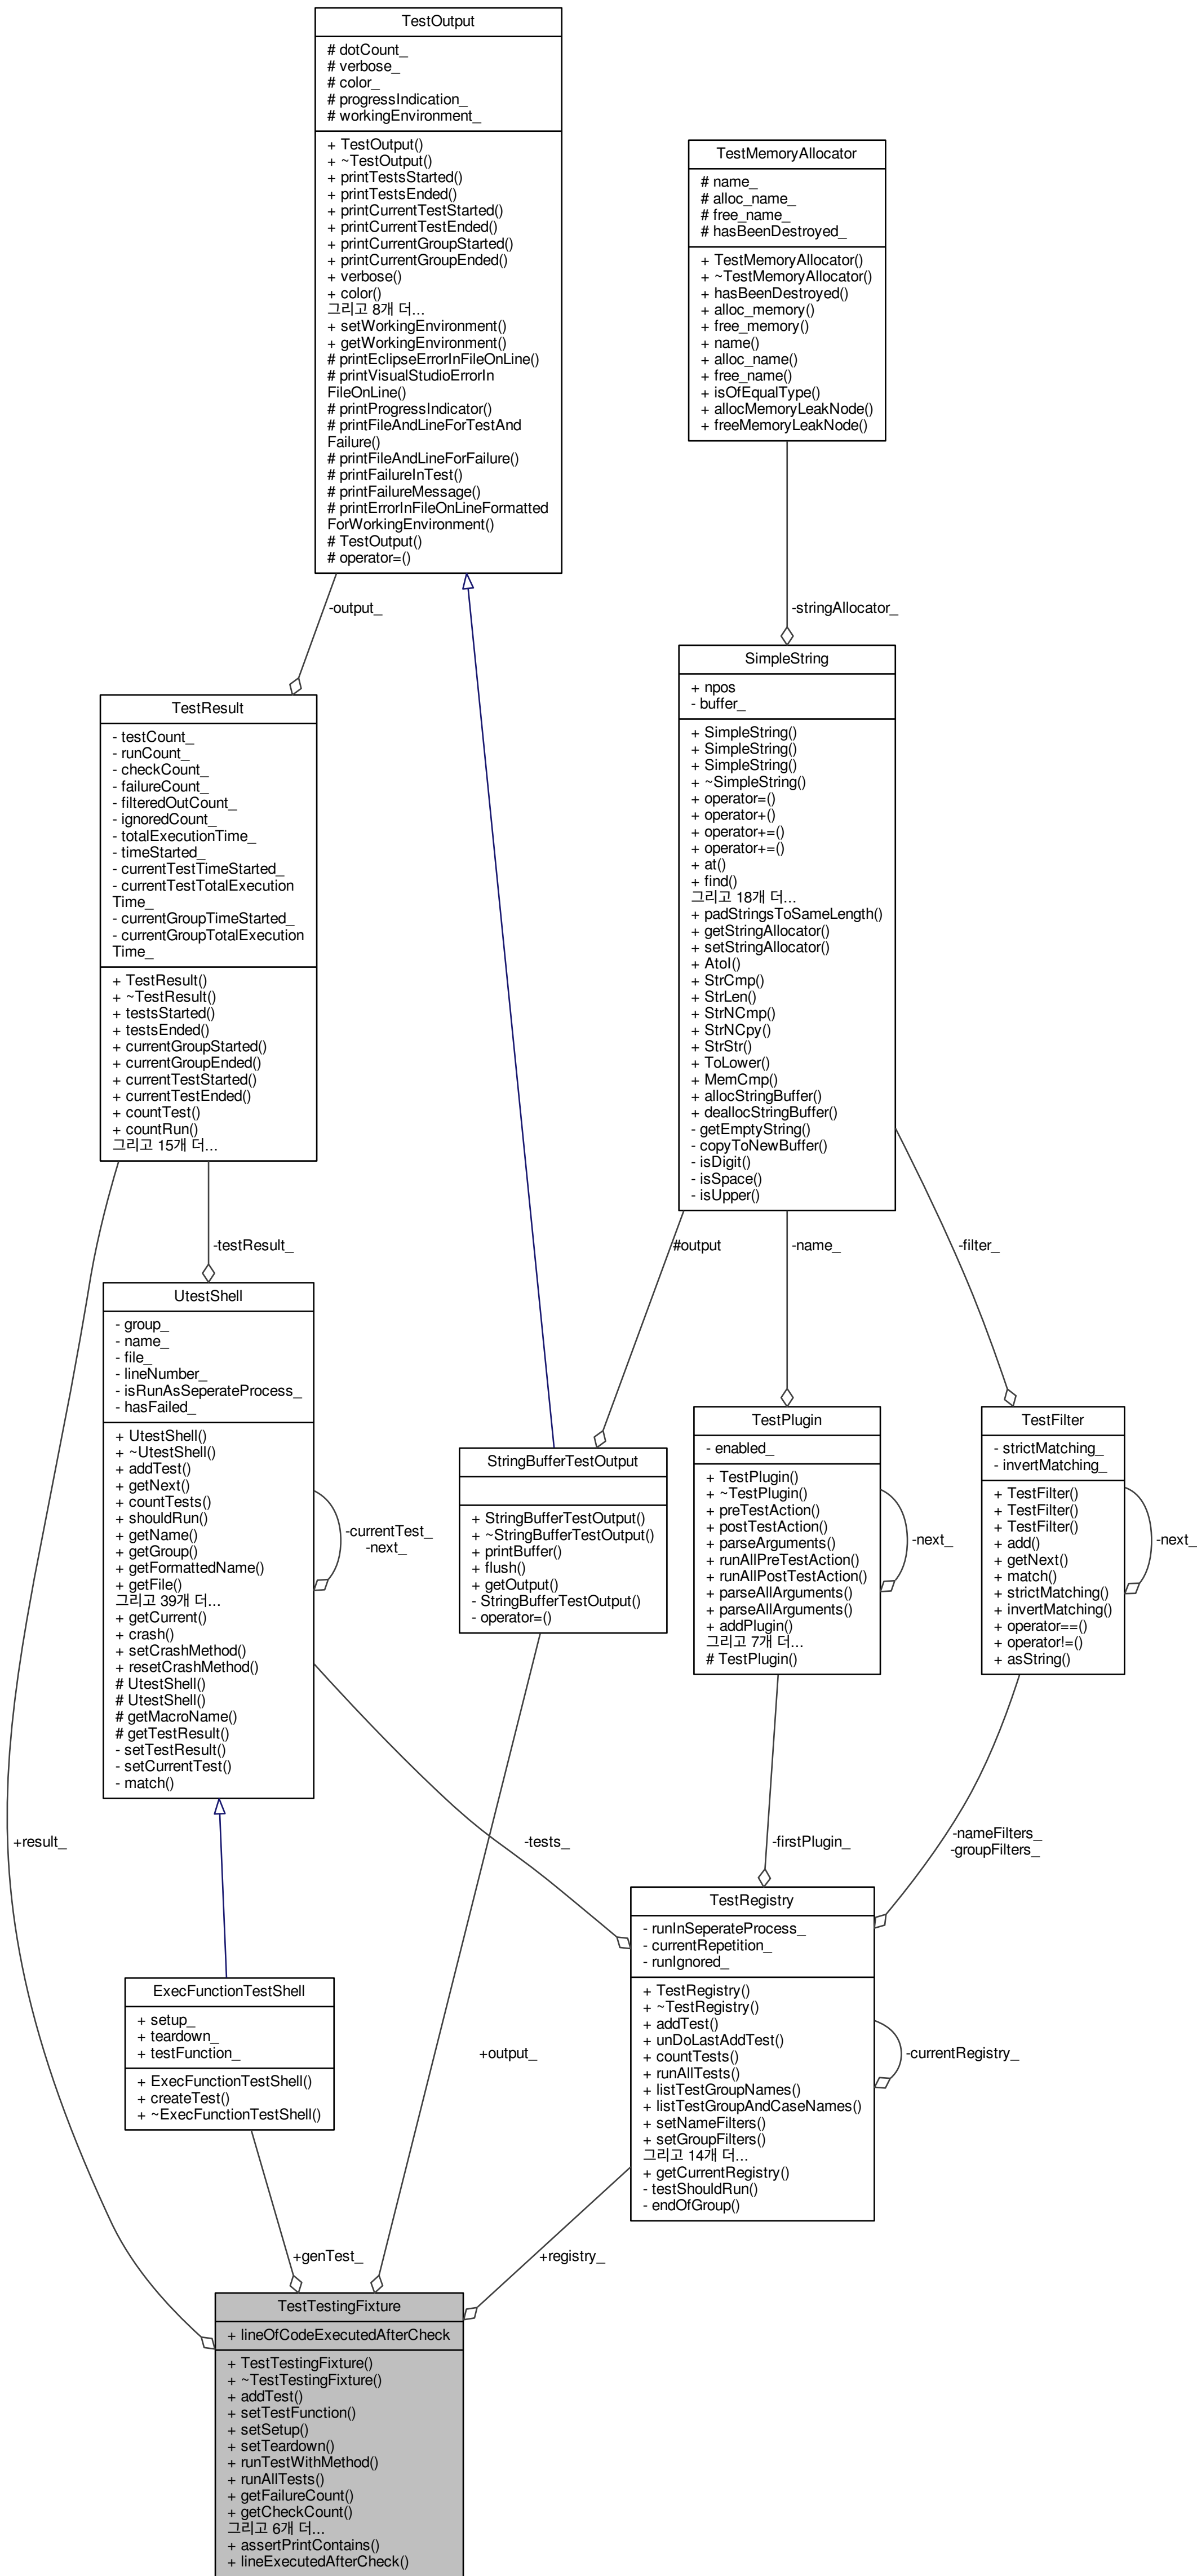 TestOutput
# dotCount_
# verbose_
# color_
# progressIndication_
# workingEnvironment_
+ TestOutput()
+ ~TestOutput()
+ printTestsStarted()
+ printTestsEnded()
+ printCurrentTestStarted()
+ printCurrentTestEnded()
+ printCurrentGroupStarted()
+ printCurrentGroupEnded()
+ verbose()
+ color()
그리고 8개 더...
+ setWorkingEnvironment()
+ getWorkingEnvironment()
# printEclipseErrorInFileOnLine()
# printVisualStudioErrorIn
FileOnLine()
# printProgressIndicator()
# printFileAndLineForTestAnd
Failure()
# printFileAndLineForFailure()
# printFailureInTest()
# printFailureMessage()
# printErrorInFileOnLineFormatted
ForWorkingEnvironment()
# TestOutput()
# operator=()
TestMemoryAllocator
# name_
# alloc_name_
# free_name_
# hasBeenDestroyed_
+ TestMemoryAllocator()
+ ~TestMemoryAllocator()
+ hasBeenDestroyed()
+ alloc_memory()
+ free_memory()
+ name()
+ alloc_name()
+ free_name()
+ isOfEqualType()
+ allocMemoryLeakNode()
+ freeMemoryLeakNode()
-output_
-stringAllocator_
TestResult
- testCount_
- runCount_
- checkCount_
- failureCount_
- filteredOutCount_
- ignoredCount_
- totalExecutionTime_
- timeStarted_
- currentTestTimeStarted_
- currentTestTotalExecution
Time_
- currentGroupTimeStarted_
- currentGroupTotalExecution
Time_
+ TestResult()
+ ~TestResult()
+ testsStarted()
+ testsEnded()
+ currentGroupStarted()
+ currentGroupEnded()
+ currentTestStarted()
+ currentTestEnded()
+ countTest()
+ countRun()
그리고 15개 더...
SimpleString
+ npos
- buffer_
+ SimpleString()
+ SimpleString()
+ SimpleString()
+ ~SimpleString()
+ operator=()
+ operator+()
+ operator+=()
+ operator+=()
+ at()
+ find()
그리고 18개 더...
+ padStringsToSameLength()
+ getStringAllocator()
+ setStringAllocator()
+ AtoI()
+ StrCmp()
+ StrLen()
+ StrNCmp()
+ StrNCpy()
+ StrStr()
+ ToLower()
+ MemCmp()
+ allocStringBuffer()
+ deallocStringBuffer()
- getEmptyString()
- copyToNewBuffer()
- isDigit()
- isSpace()
- isUpper()
-testResult_
#output
-name_
-filter_
UtestShell
- group_
- name_
- file_
- lineNumber_
- isRunAsSeperateProcess_
- hasFailed_
+ UtestShell()
+ ~UtestShell()
+ addTest()
+ getNext()
+ countTests()
+ shouldRun()
+ getName()
+ getGroup()
+ getFormattedName()
+ getFile()
그리고 39개 더...
+ getCurrent()
+ crash()
+ setCrashMethod()
+ resetCrashMethod()
# UtestShell()
# UtestShell()
# getMacroName()
# getTestResult()
- setTestResult()
- setCurrentTest()
- match()
-currentTest_
-next_
StringBufferTestOutput
+ StringBufferTestOutput()
+ ~StringBufferTestOutput()
+ printBuffer()
+ flush()
+ getOutput()
- StringBufferTestOutput()
- operator=()
TestPlugin
- enabled_
+ TestPlugin()
+ ~TestPlugin()
+ preTestAction()
+ postTestAction()
+ parseArguments()
+ runAllPreTestAction()
+ runAllPostTestAction()
+ parseAllArguments()
+ parseAllArguments()
+ addPlugin()
그리고 7개 더...
# TestPlugin()
-next_
TestFilter
- strictMatching_
- invertMatching_
+ TestFilter()
+ TestFilter()
+ TestFilter()
+ add()
+ getNext()
+ match()
+ strictMatching()
+ invertMatching()
+ operator==()
+ operator!=()
+ asString()
-next_
+result_
-tests_
-firstPlugin_
-nameFilters_
-groupFilters_
ExecFunctionTestShell
+ setup_
+ teardown_
+ testFunction_
+ ExecFunctionTestShell()
+ createTest()
+ ~ExecFunctionTestShell()
+output_
TestRegistry
- runInSeperateProcess_
- currentRepetition_
- runIgnored_
+ TestRegistry()
+ ~TestRegistry()
+ addTest()
+ unDoLastAddTest()
+ countTests()
+ runAllTests()
+ listTestGroupNames()
+ listTestGroupAndCaseNames()
+ setNameFilters()
+ setGroupFilters()
그리고 14개 더...
+ getCurrentRegistry()
- testShouldRun()
- endOfGroup()
-currentRegistry_
+genTest_
+registry_
TestTestingFixture
+ lineOfCodeExecutedAfterCheck
+ TestTestingFixture()
+ ~TestTestingFixture()
+ addTest()
+ setTestFunction()
+ setSetup()
+ setTeardown()
+ runTestWithMethod()
+ runAllTests()
+ getFailureCount()
+ getCheckCount()
그리고 6개 더...
+ assertPrintContains()
+ lineExecutedAfterCheck()